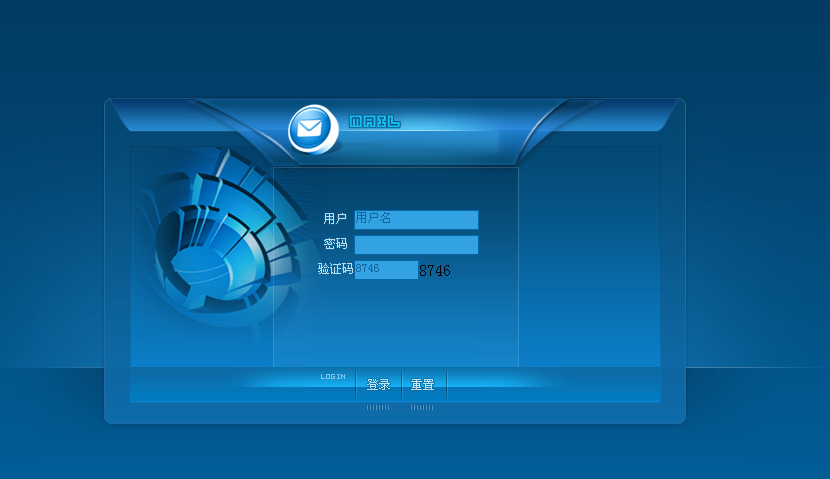 MAIL
用户 用户名
密码
验证码 8746 8746
LOGIN 登录 重置